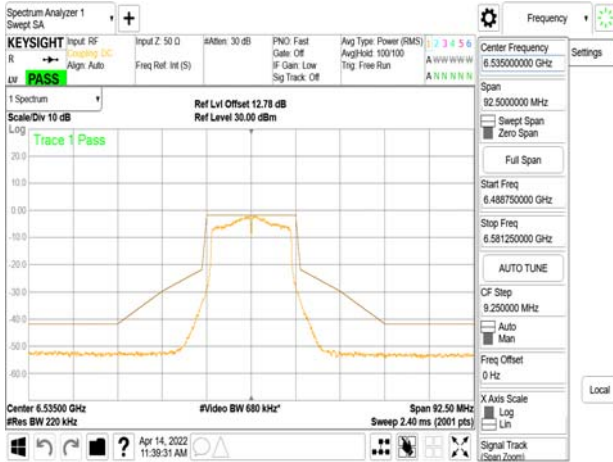 Spectrum Analyzer 1
Swept SA
Frequency
KEYSIGHT
R
LV
PASS
Input: RF
Coupling: DC
Align: Auto
Input Z: 50 Ω
Freq Ref: Int (S)
#Atten: 30 dB
PNO: Fast
Gate: Off
IF Gain: Low
Sig Track: Off
Avg Type: Power (RMS)
Avg|Hold: 100/100
Trig: Free Run
1 2 3 4 5 6
A W W W W W
A N N N N N
1 Spectrum
Scale/Div 10 dB
Log
Ref Lvl Offset 12.78 dB
Ref Level 30.00 dBm
Trace 1 Pass
20.0
10.0
0.00
-10.0
-20.0
-30.0
-40.0
-50.0
-60.0
Center 6.53500 GHz
#Res BW 220 kHz
#Video BW 680 kHz*
Span 92.50 MHz
Sweep 2.40 ms (2001 pts)
Apr 14, 2022
11:39:31 AM
Center Frequency
6.535000000 GHz
Span
92.5000000 MHz
Swept Span
Zero Span
Full Span
Start Freq
6.488750000 GHz
Stop Freq
6.581250000 GHz
AUTO TUNE
CF Step
9.250000 MHz
Auto
Man
Freq Offset
0 Hz
X Axis Scale
Log
Lin
Signal Track
(Span Zoom)
Settings
Local